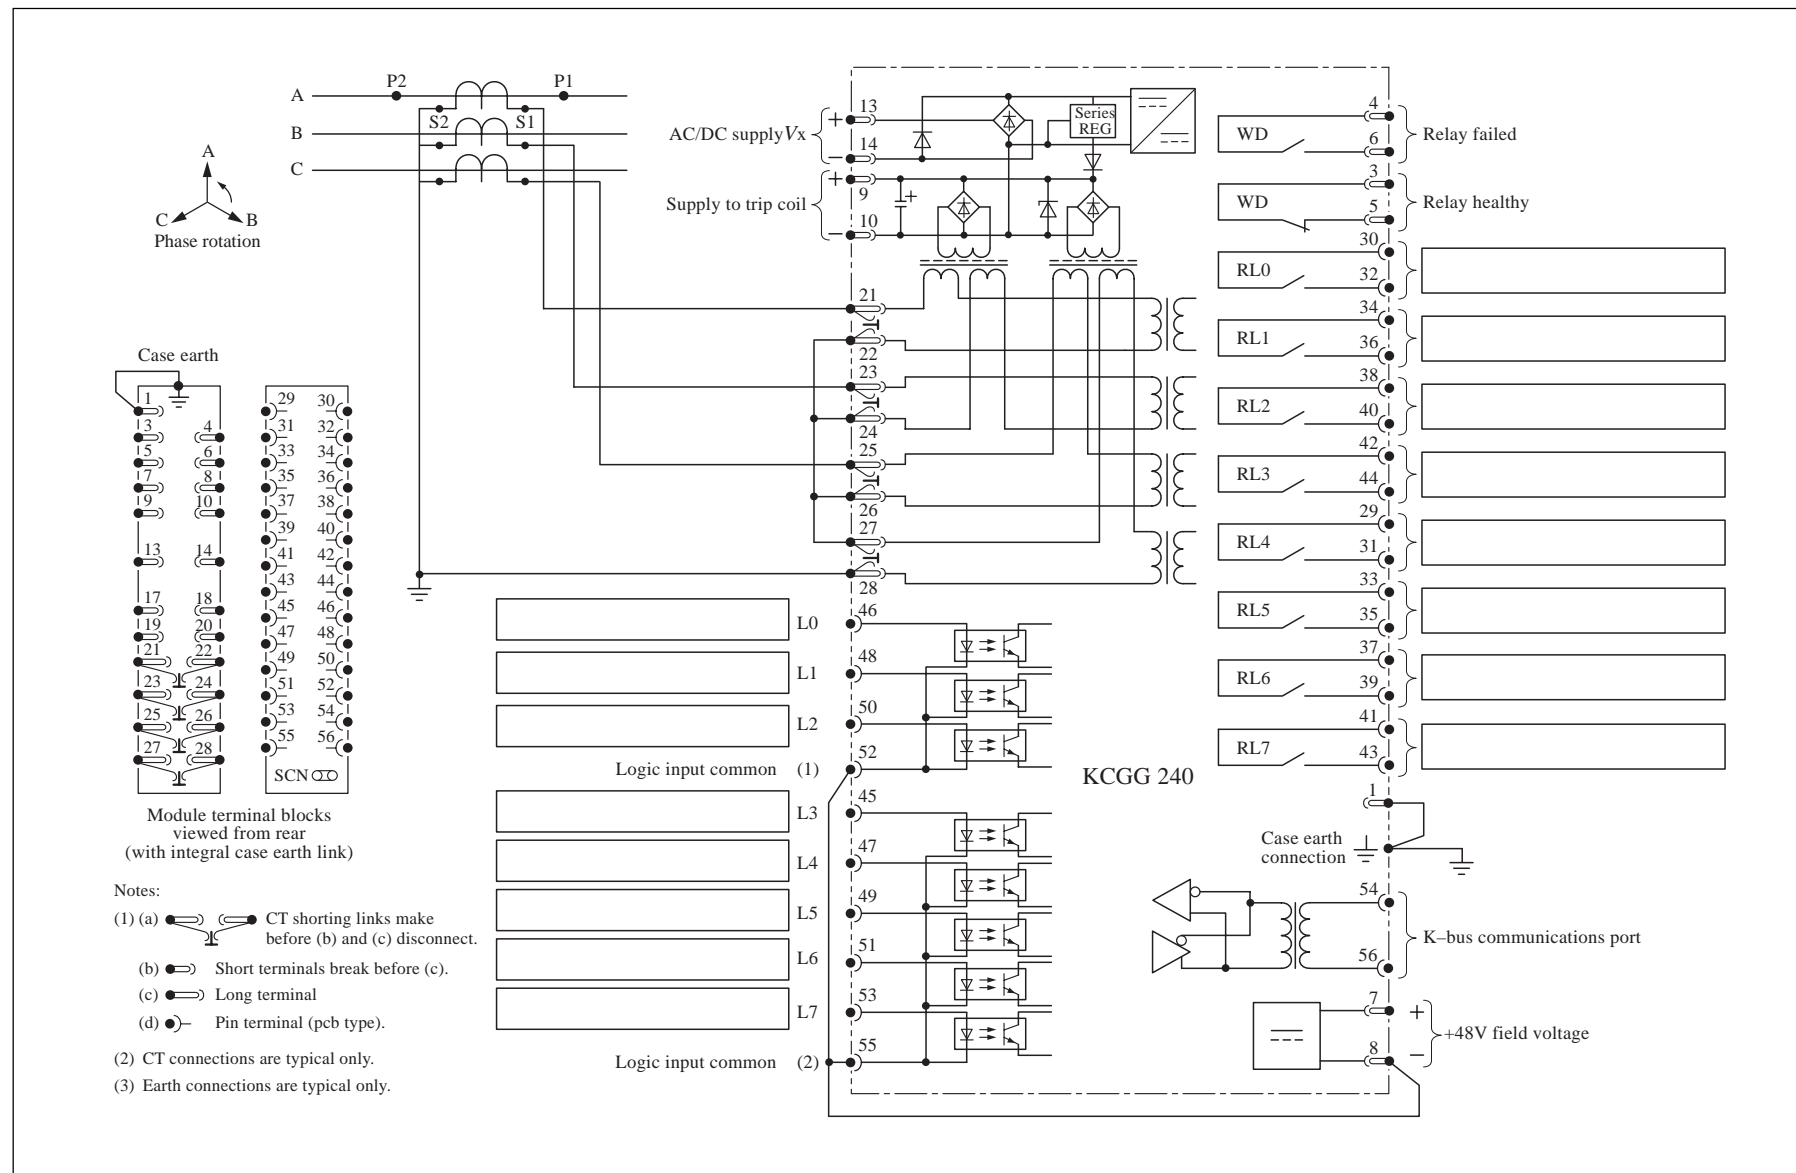 A
P2
P1
S2
S1
B
C
A
C
B
Phase rotation
Case earth
1
3 4
5 6
7 8
9 10
13 14
17 18
19 20
21 22
23 24
25 26
27 28
29 30
31 32
33 34
35 36
37 38
39 40
41 42
43 44
45 46
47 48
49 50
51 52
53 54
55 56
SCN
Module terminal blocks
viewed from rear
(with integral case earth link)
Notes:
(1) (a) CT shorting links make
before (b) and (c) disconnect.
(b) Short terminals break before (c).
(c) Long terminal
(d) Pin terminal (pcb type).
(2) CT connections are typical only.
(3) Earth connections are typical only.
AC/DC supply Vx
+ 13
− 14
Supply to trip coil
+ 9
− 10
+
Series
REG
21
22
23
24
25
26
27
28
L0 46
L1 48
L2 50
Logic input common (1) 52
L3 45
L4 47
L5 49
L6 51
L7 53
Logic input common (2) 55
KCGG 240
WD 4
6
Relay failed
WD 3
5
Relay healthy
RL0 30
32
RL1 34
36
RL2 38
40
RL3 42
44
RL4 29
31
RL5 33
35
RL6 37
39
RL7 41
43
1
Case earth
connection
54
56
K–bus communications port
7 +
8 −
+48V field voltage